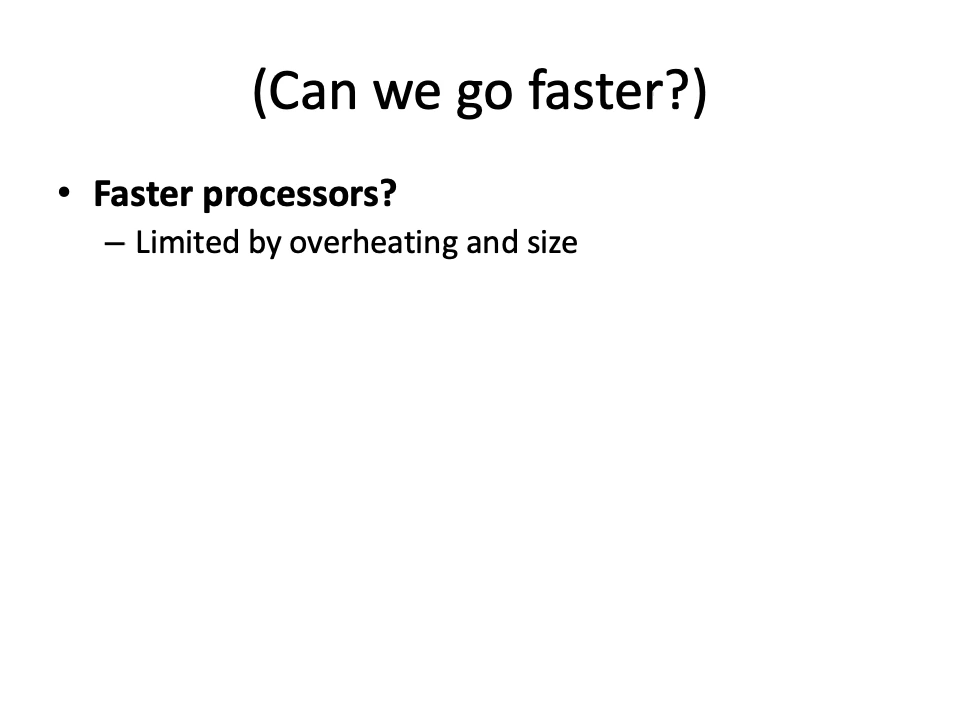 (Can we go faster?)
• Faster processors?
– Limited by overheating and size